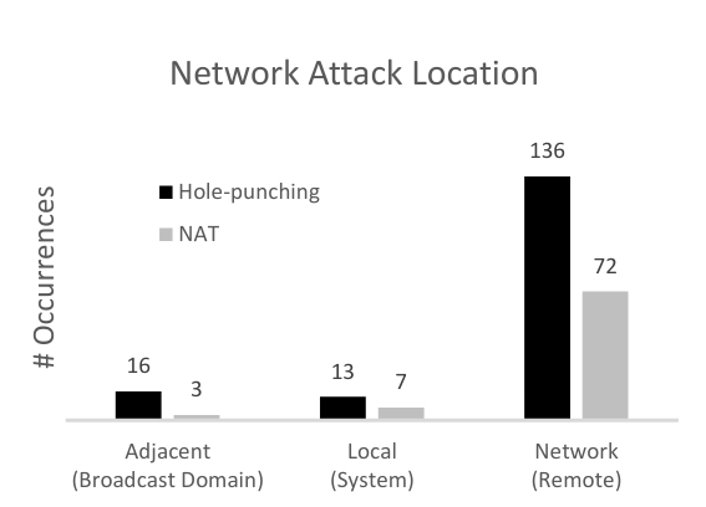 Network Attack Location
# Occurrences
Hole-punching
NAT
16
3
13
7
136
72
Adjacent
(Broadcast Domain)
Local
(System)
Network
(Remote)